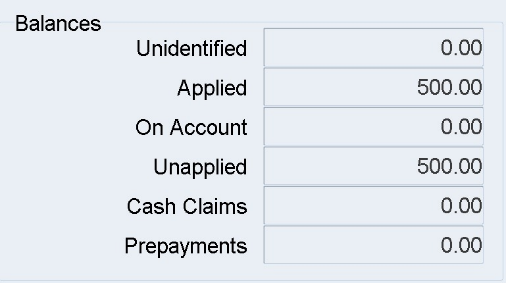 Balances
Unidentified 0.00
Applied 500.00
On Account 0.00
Unapplied 500.00
Cash Claims 0.00
Prepayments 0.00